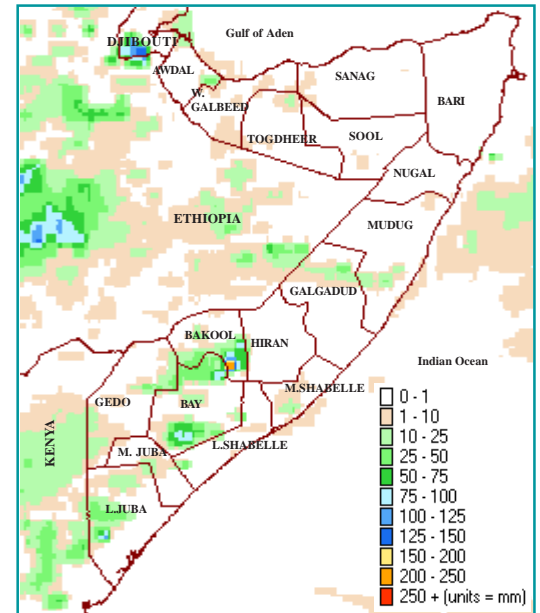 Gulf of Aden
DJIBOUTI
AWDAL
SANAG
W.
GALBEED
BARI
TOGDHEER
SOOL
NUGAL
ETHIOPIA
MUDUG
GALGADUD
BAKOOL
HIRAN
Indian Ocean
M.SHABELLE
GEDO
BAY
KENYA
L.SHABELLE
M. JUBA
L.JUBA
S
0 - 1
1 - 10
10 - 25
25 - 50
50 - 75
75 - 100
100 - 125
125 - 150
150 - 200
200 - 250
250 + (units = mm)